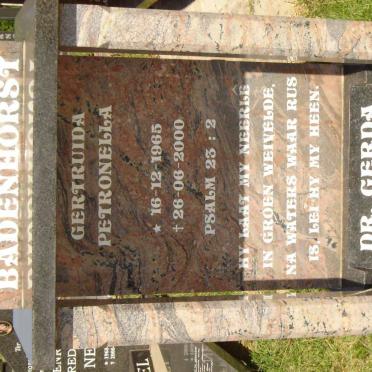 BADENHORST
GERTRUIDA
PETRONELLA
★ 16-12-1965
† 26-06-2000
PSALM 23 : 2
HY LAAT MY NEERLÊ
IN GROEN WEIVELDE,
NA WATERS WAAR RUS
IS, LEI HY MY HEEN.
DR. GERDA